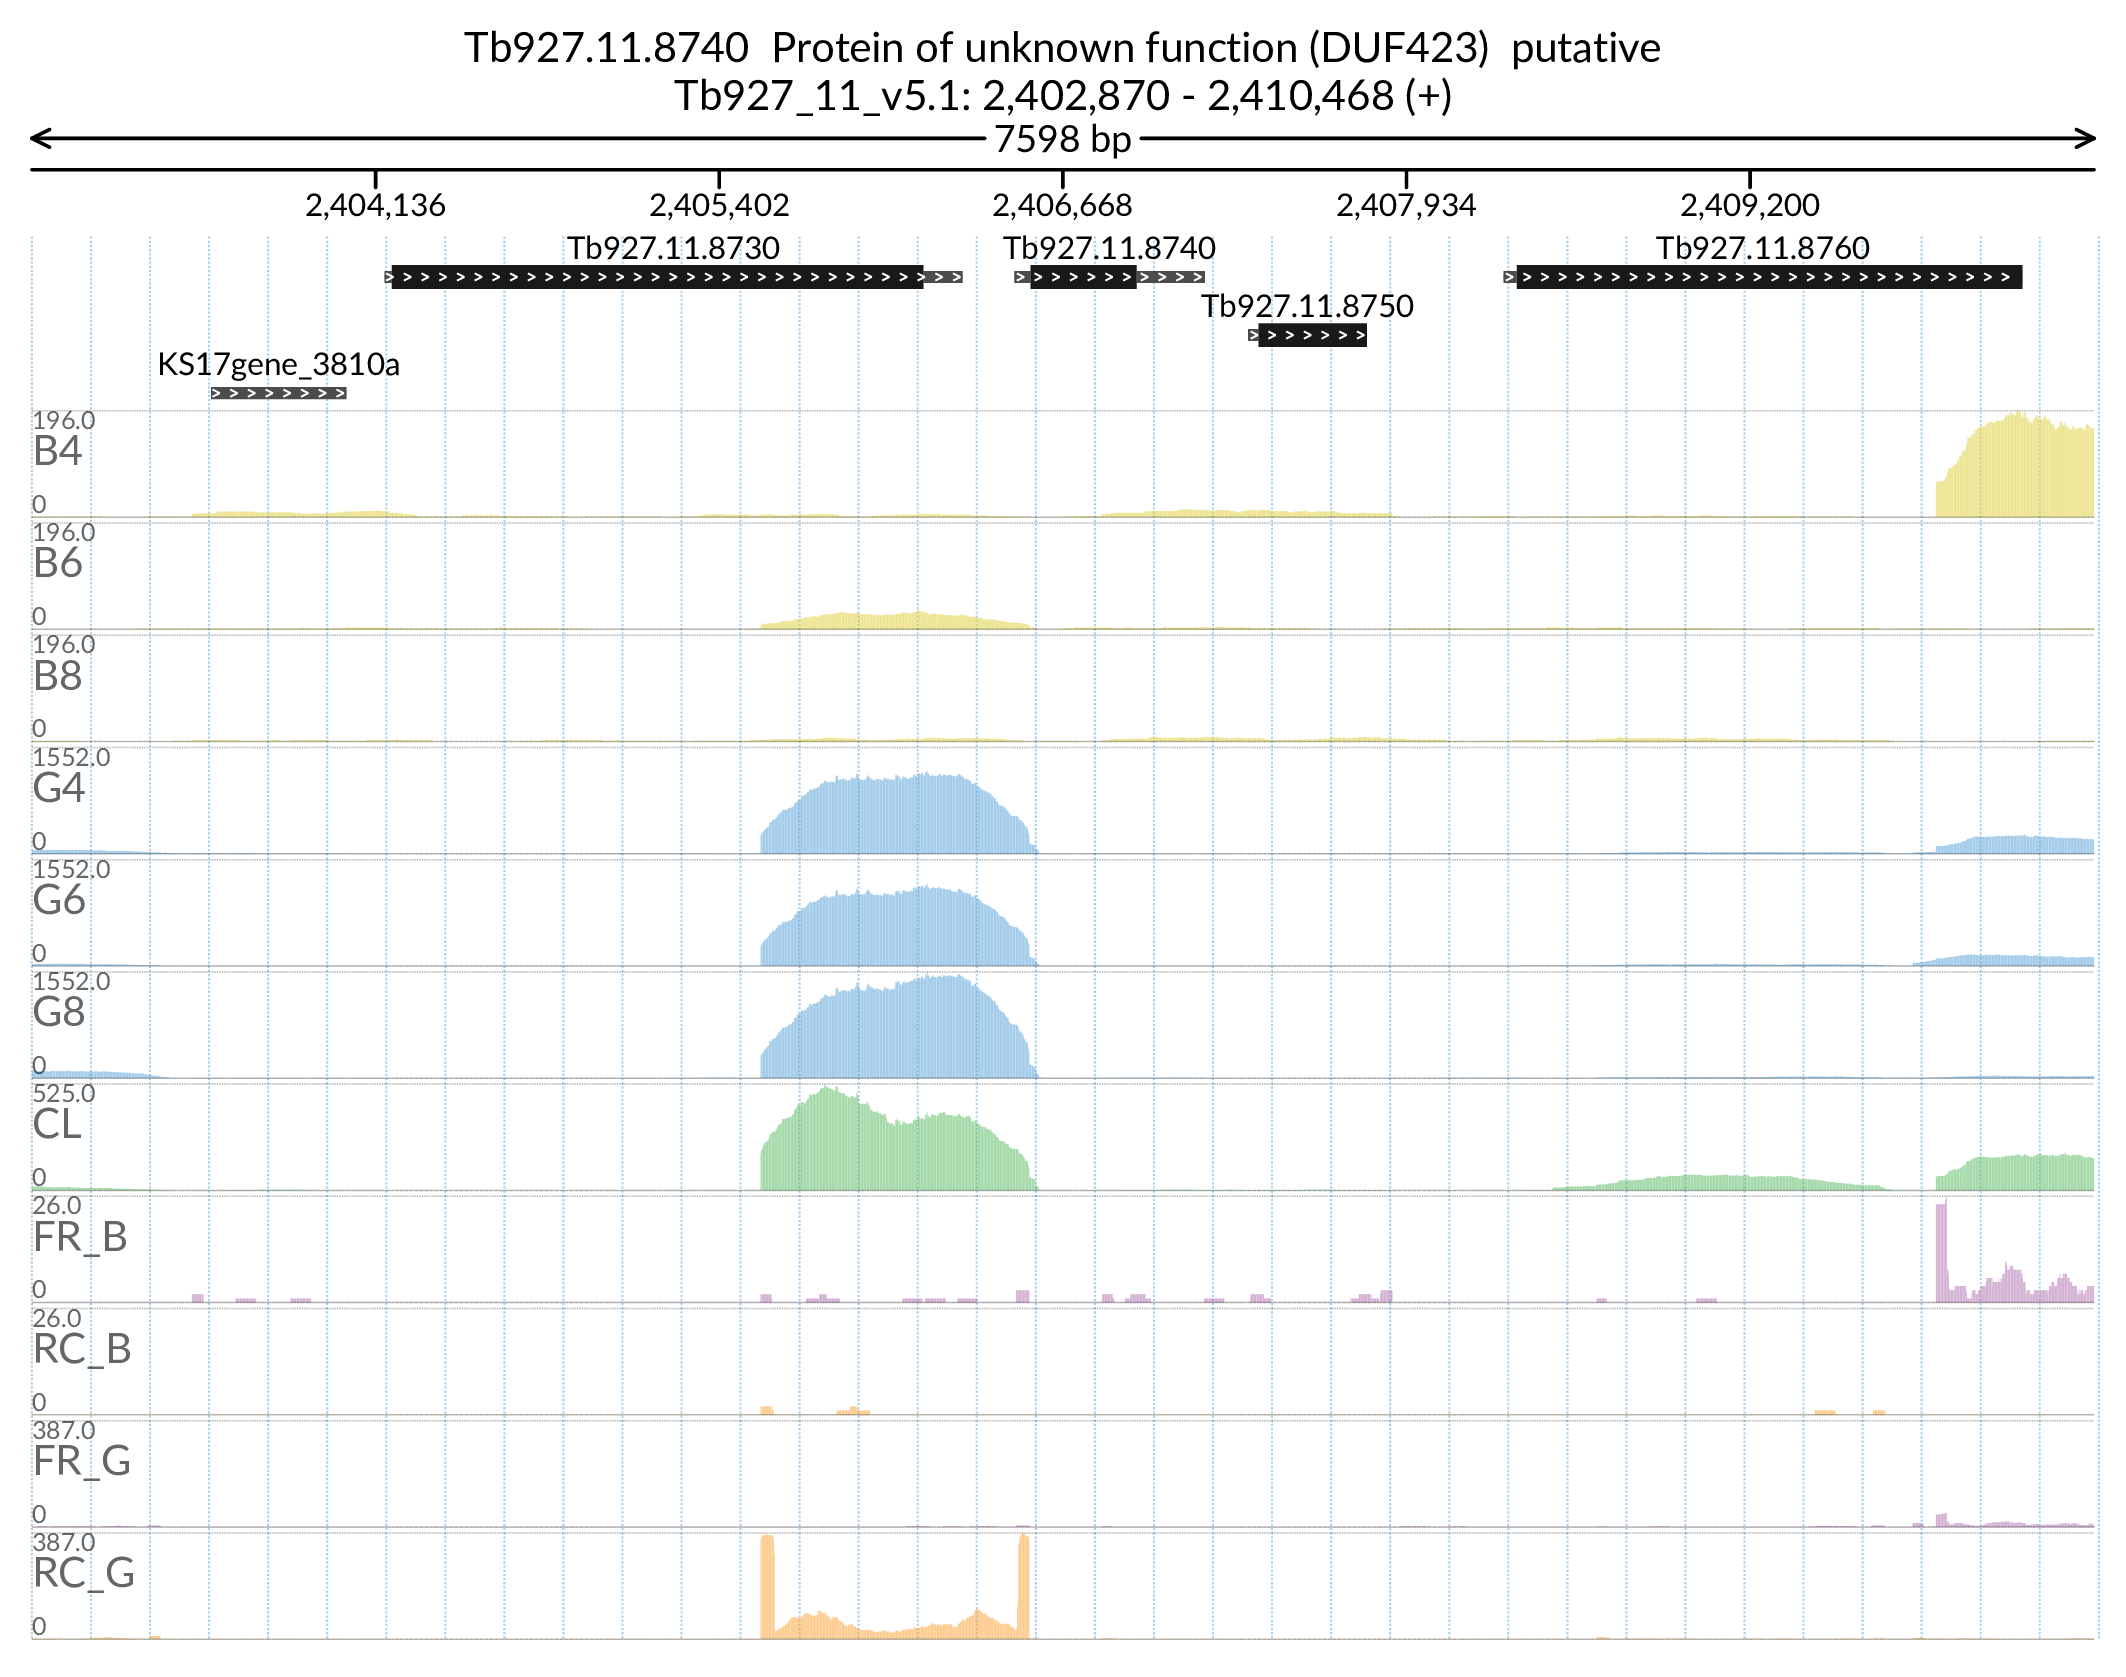 Tb927.11.8740  Protein of unknown function (DUF423)  putative
Tb927_11_v5.1: 2,402,870 - 2,410,468 (+)
7598 bp
2,404,136 2,405,402 2,406,668 2,407,934 2,409,200
Tb927.11.8730 Tb927.11.8740 Tb927.11.8760
Tb927.11.8750
KS17gene_3810a
196.0
B4
0
196.0
B6
0
196.0
B8
0
1552.0
G4
0
1552.0
G6
0
1552.0
G8
0
525.0
CL
0
26.0
FR_B
0
26.0
RC_B
0
387.0
FR_G
0
387.0
RC_G
0